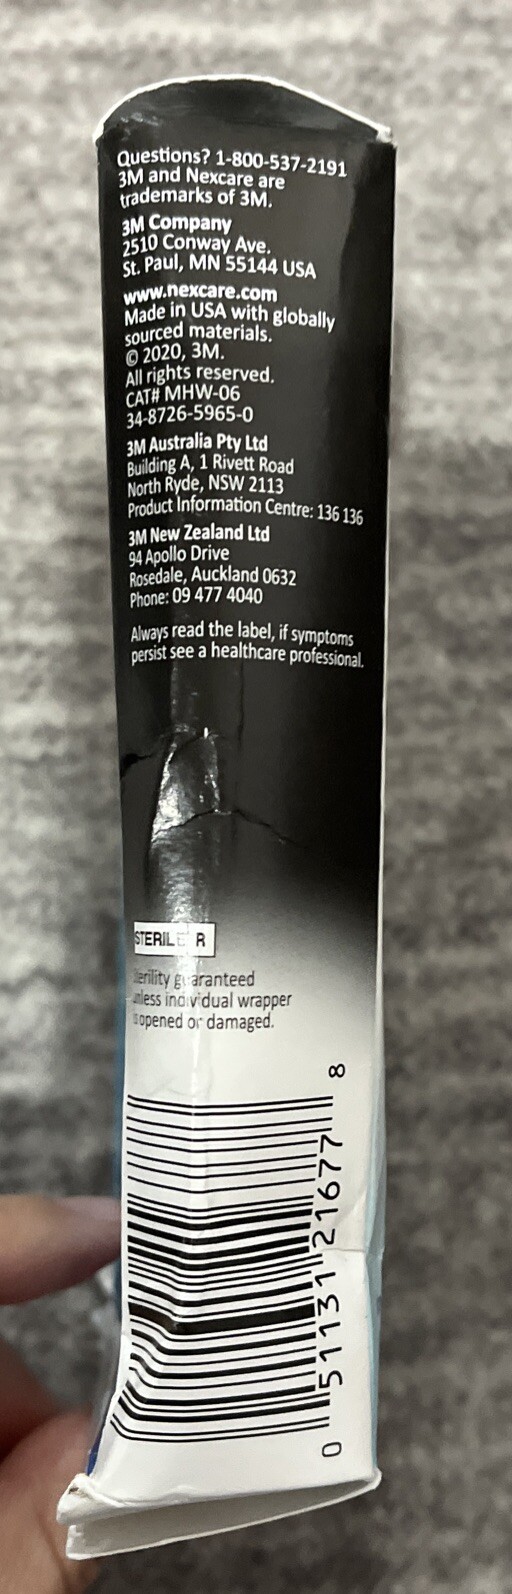 Questions? 1-800-537-2191
3M and Nexcare are
trademarks of 3M.
3M Company
2510 Conway Ave.
St. Paul, MN 55144 USA
www.nexcare.com
Made in USA with globally
sourced materials.
© 2020, 3M.
All rights reserved.
CAT# MHW-06
34-8726-5965-0
3M Australia Pty Ltd
Building A, 1 Rivett Road
North Ryde, NSW 2113
Product Information Centre: 136 136
3M New Zealand Ltd
94 Apollo Drive
Rosedale, Auckland 0632
Phone: 09 477 4040
Always read the label, if symptoms
persist see a healthcare professional.
STERILE R
Sterility guaranteed
unless individual wrapper
is opened or damaged.
0 51131 21677 8